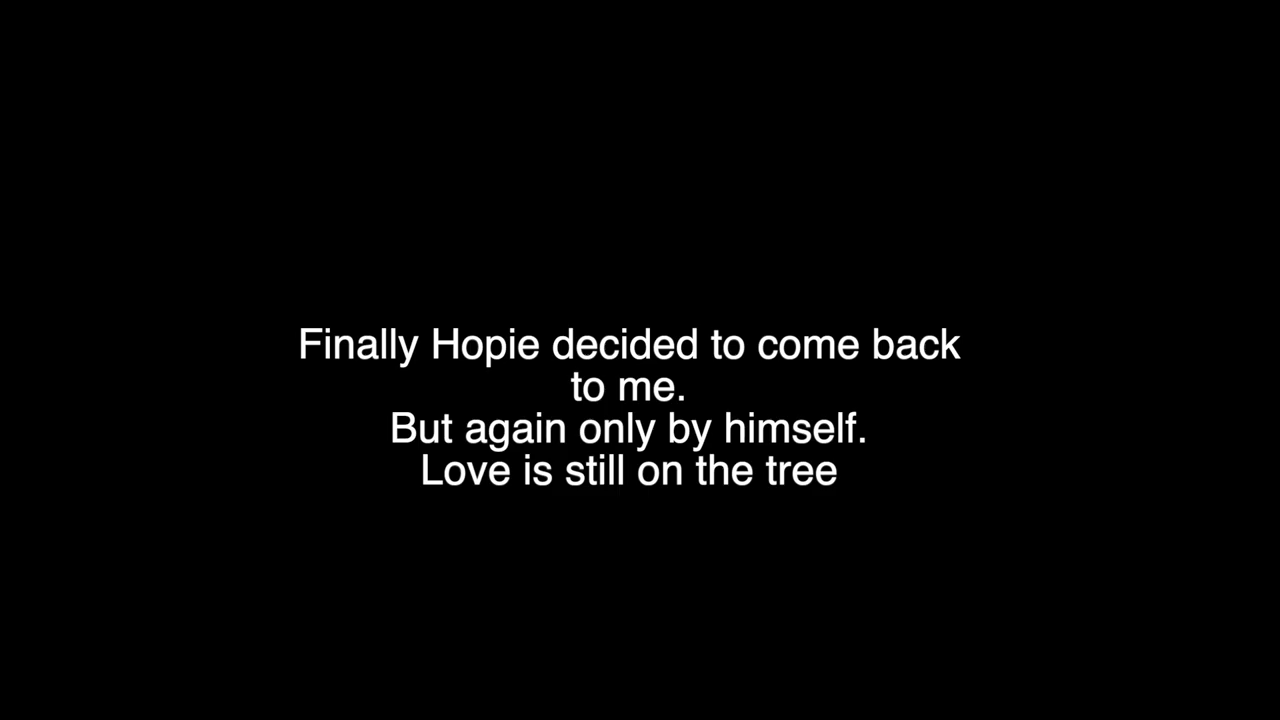 Finally Hopie decided to come back
to me.
But again only by himself.
Love is still on the tree